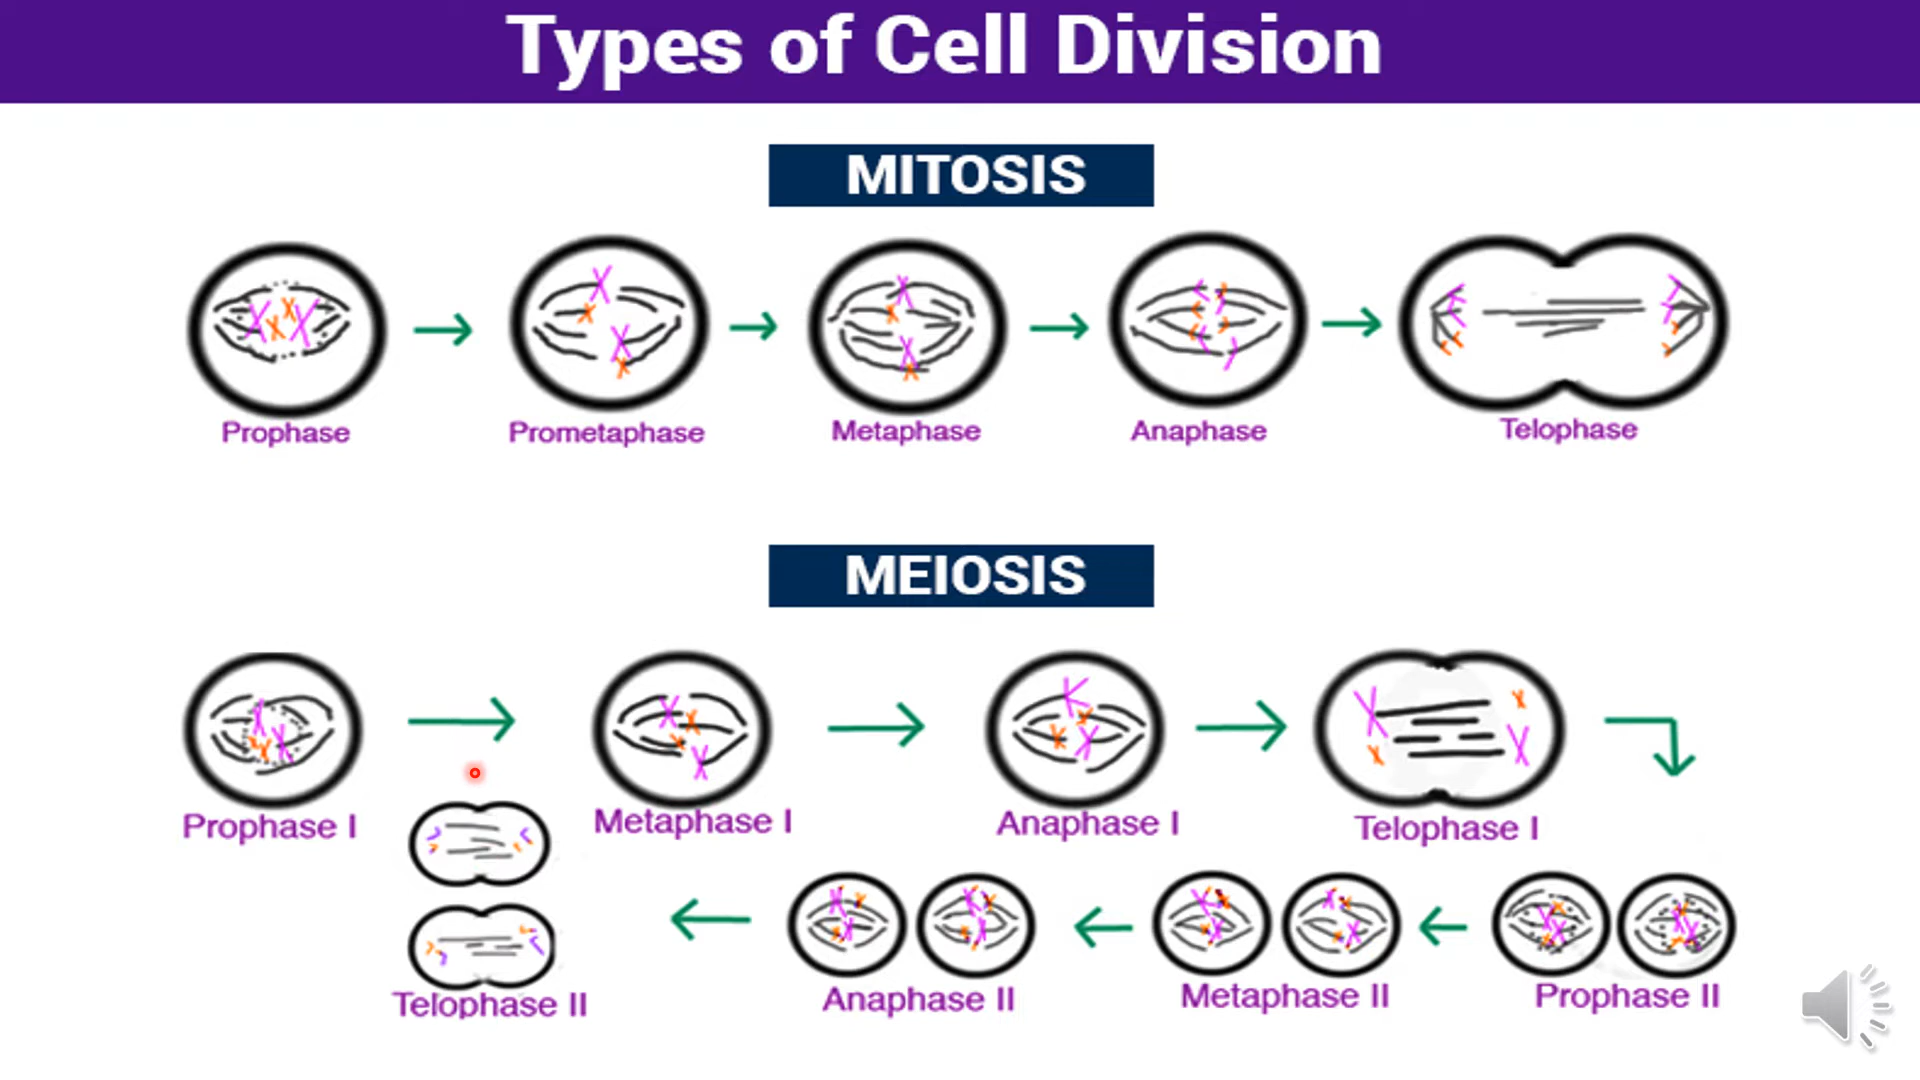 Types of Cell Division
MITOSIS
Prophase
Prometaphase
Metaphase
Anaphase
Telophase
MEIOSIS
Prophase I
Metaphase I
Anaphase I
Telophase I
Prophase II
Metaphase II
Anaphase II
Telophase II